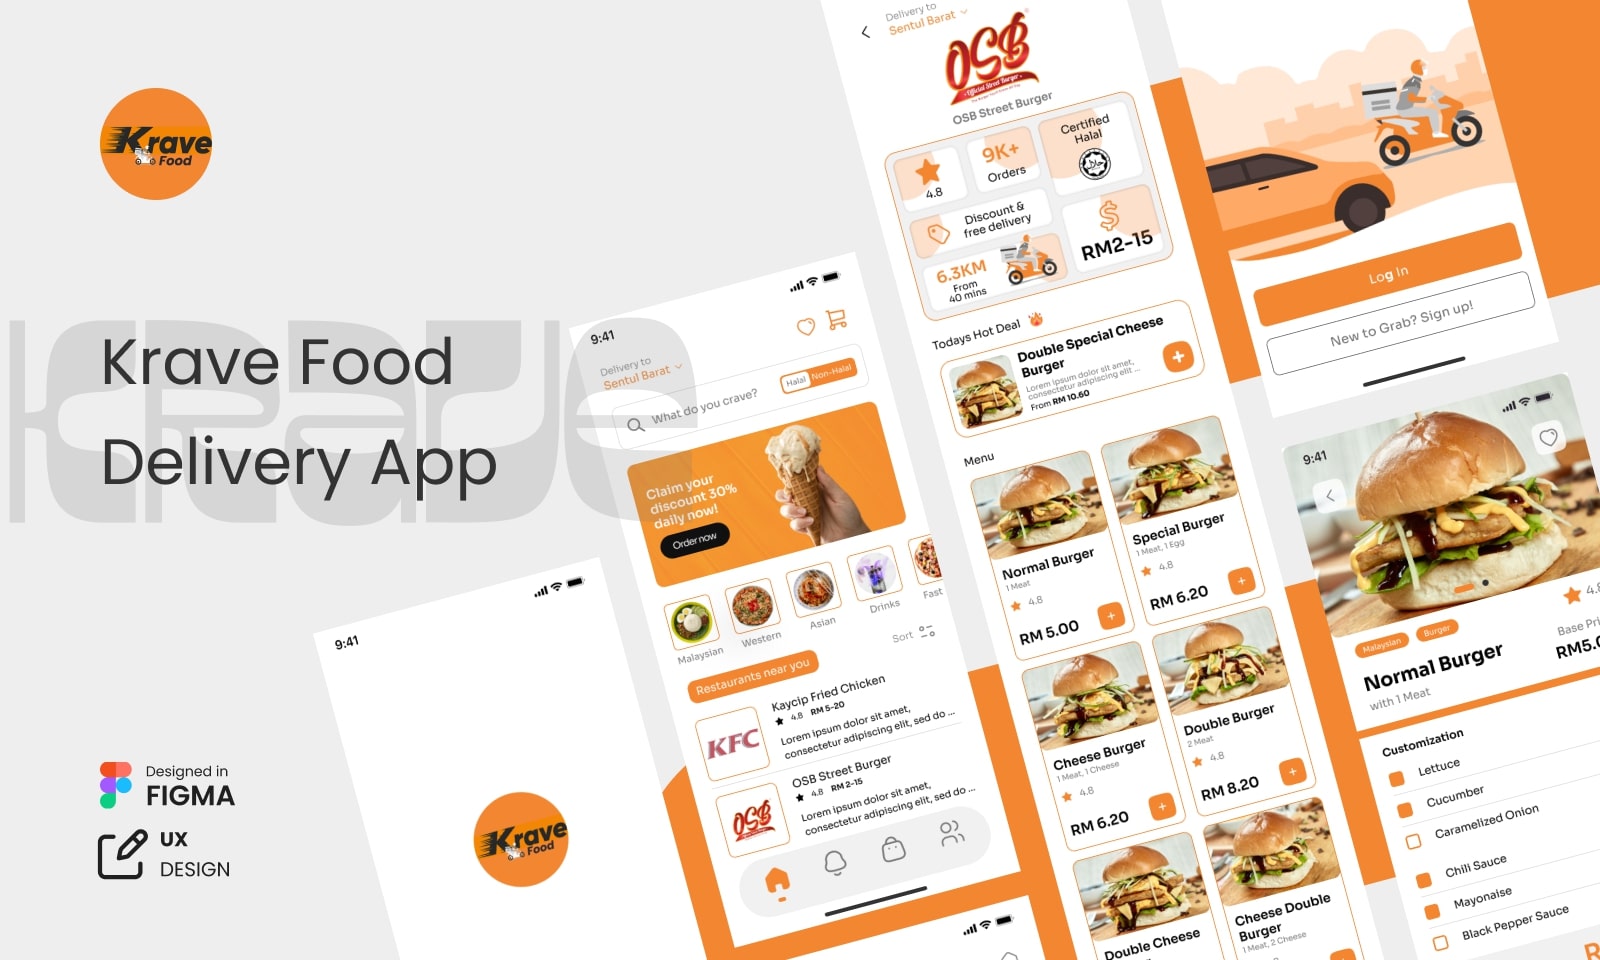 Krave
Food
Krave
Krave Food
Delivery App
Designed in
FIGMA
UX
DESIGN
9:41
Krave
Food
9:41
Delivery to
Sentul Barat
What do you crave?
Halal
Non-Halal
Claim your
discount 30%
daily now!
Order now
Malaysian
Western
Asian
Drinks
Fast
Sort
Restaurants near you
KFC
Kaycip Fried Chicken
4.8 RM 5-20
Lorem ipsum dolor sit amet,
consectetur adipiscing elit, sed do ...
OSB
OSB Street Burger
4.8 RM 2-15
Lorem ipsum dolor sit amet,
consectetur adipiscing elit, sed do ...
Delivery to
Sentul Barat
OSB
Official Street Burger
OSB Street Burger
4.8
9K+
Orders
Certified
Halal
Discount &
free delivery
6.3KM
From
40 mins
RM2-15
Todays Hot Deal
Double Special Cheese
Burger
Lorem ipsum dolor sit amet,
consectetur adipiscing elit ...
From RM 10.60
Menu
Normal Burger
1 Meat
4.8
RM 5.00
Special Burger
1 Meat, 1 Egg
4.8
RM 6.20
Cheese Burger
1 Meat, 1 Cheese
4.8
RM 6.20
Double Burger
2 Meat
4.8
RM 8.20
Double Cheese
Cheese Double
Burger
1 Meat, 2 Cheese
Log In
New to Grab? Sign up!
9:41
Malaysian
Burger
4.8
Normal Burger
with 1 Meat
Base Pri
RM5.0
Customization
Lettuce
Cucumber
Caramelized Onion
Chili Sauce
Mayonaise
Black Pepper Sauce
R